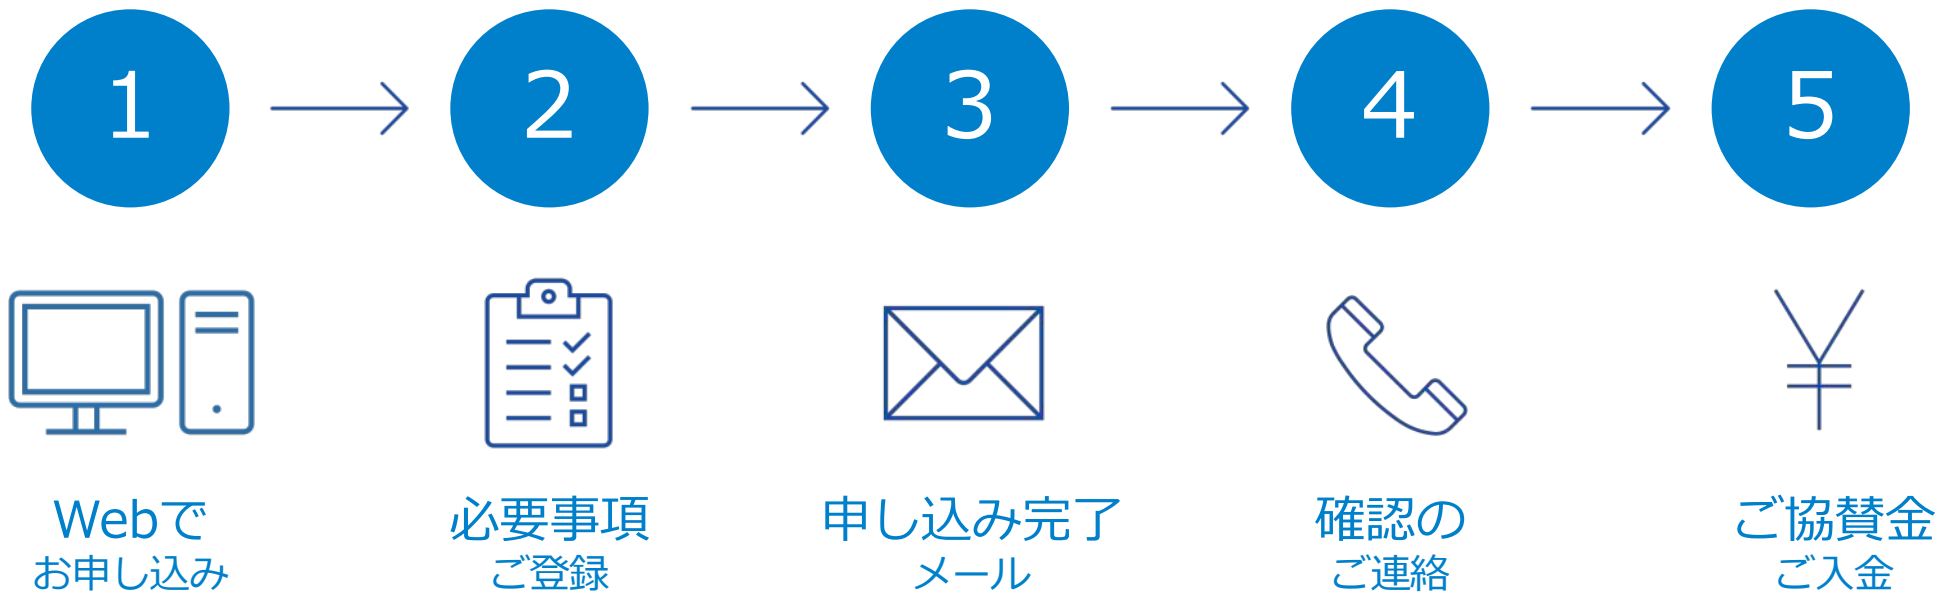 1
2
3
4
5
Webで
お申し込み
必要事項
ご登録
申し込み完了
メール
確認の
ご連絡
ご協賛金
ご入金